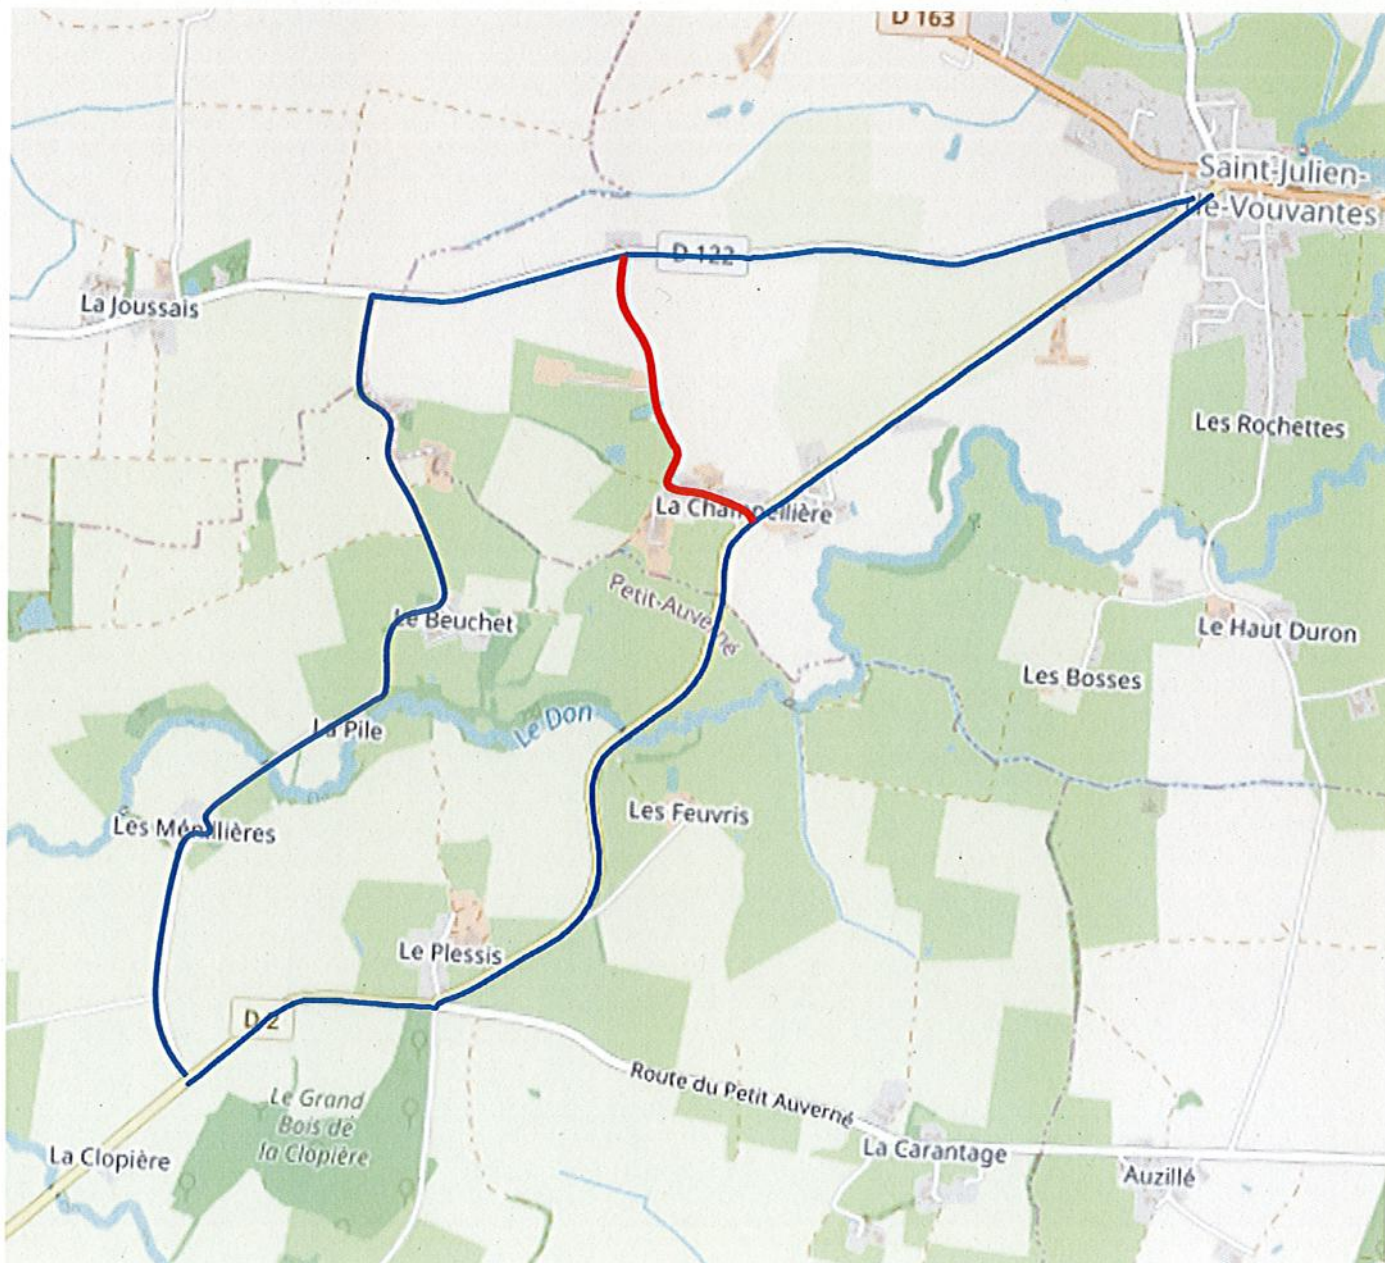 D 163
Saint-Julien-
de-Vouvantes
D 122
La Joussais
Les Rochettes
La Chapellière
Petit-Auverné
Le Beuchet
Le Haut Duron
Les Bosses
La Pile
Le Don
Les Feuvris
Les
Le Plessis
D 2
Route du Petit Auverné
Le Grand
Bois de
la Clopière
La Clopière
La Carantage
Auzillé